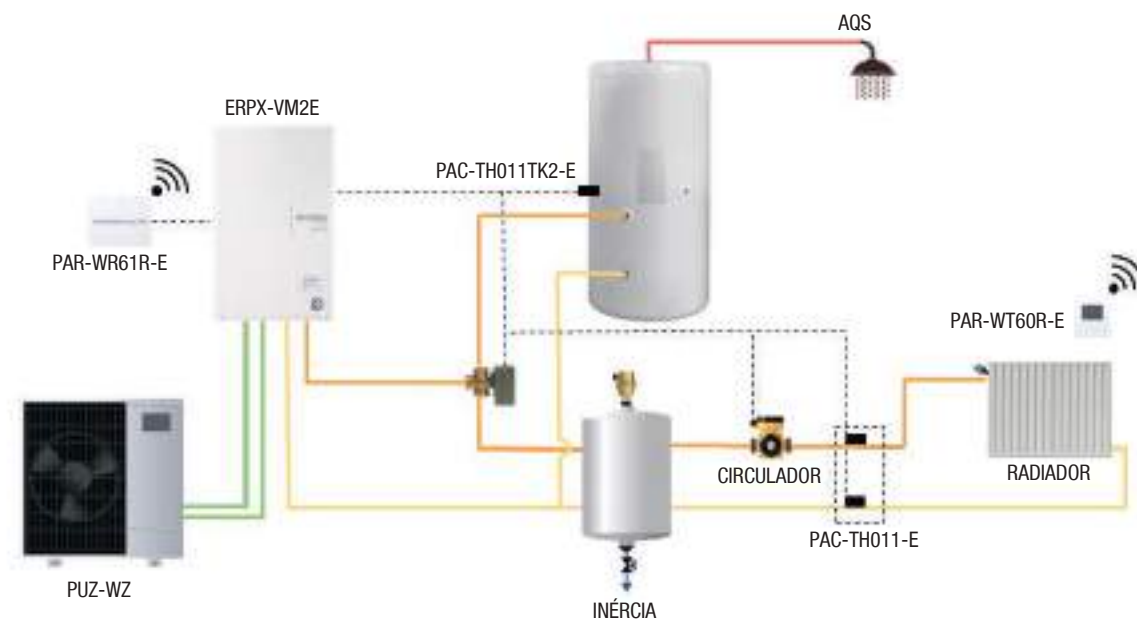 AQS
ERPX-VM2E
PAC-TH011TK2-E
PAR-WR61R-E
PAR-WT60R-E
CIRCULADOR
RADIADOR
PAC-TH011-E
PUZ-WZ
INÉRCIA